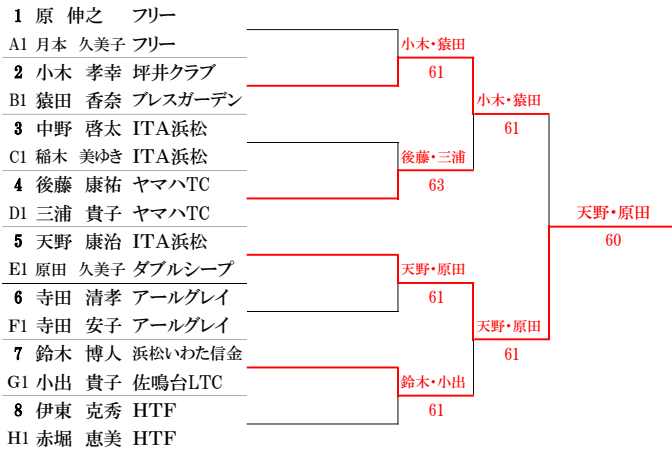 1 原 伸之 フリー
A1 月本 久美子 フリー
2 小木 孝幸 坪井クラブ
B1 猿田 香奈 ブレスガーデン
3 中野 啓太 ITA浜松
C1 稲木 美ゆき ITA浜松
4 後藤 康祐 ヤマハTC
D1 三浦 貴子 ヤマハTC
5 天野 康治 ITA浜松
E1 原田 久美子 ダブルシープ
6 寺田 清孝 アールグレイ
F1 寺田 安子 アールグレイ
7 鈴木 博人 浜松いわた信金
G1 小出 貴子 佐鳴台LTC
8 伊東 克秀 HTF
H1 赤堀 恵美 HTF
小木・猿田
61
後藤・三浦
63
天野・原田
61
鈴木・小出
61
小木・猿田
61
天野・原田
61
天野・原田
60